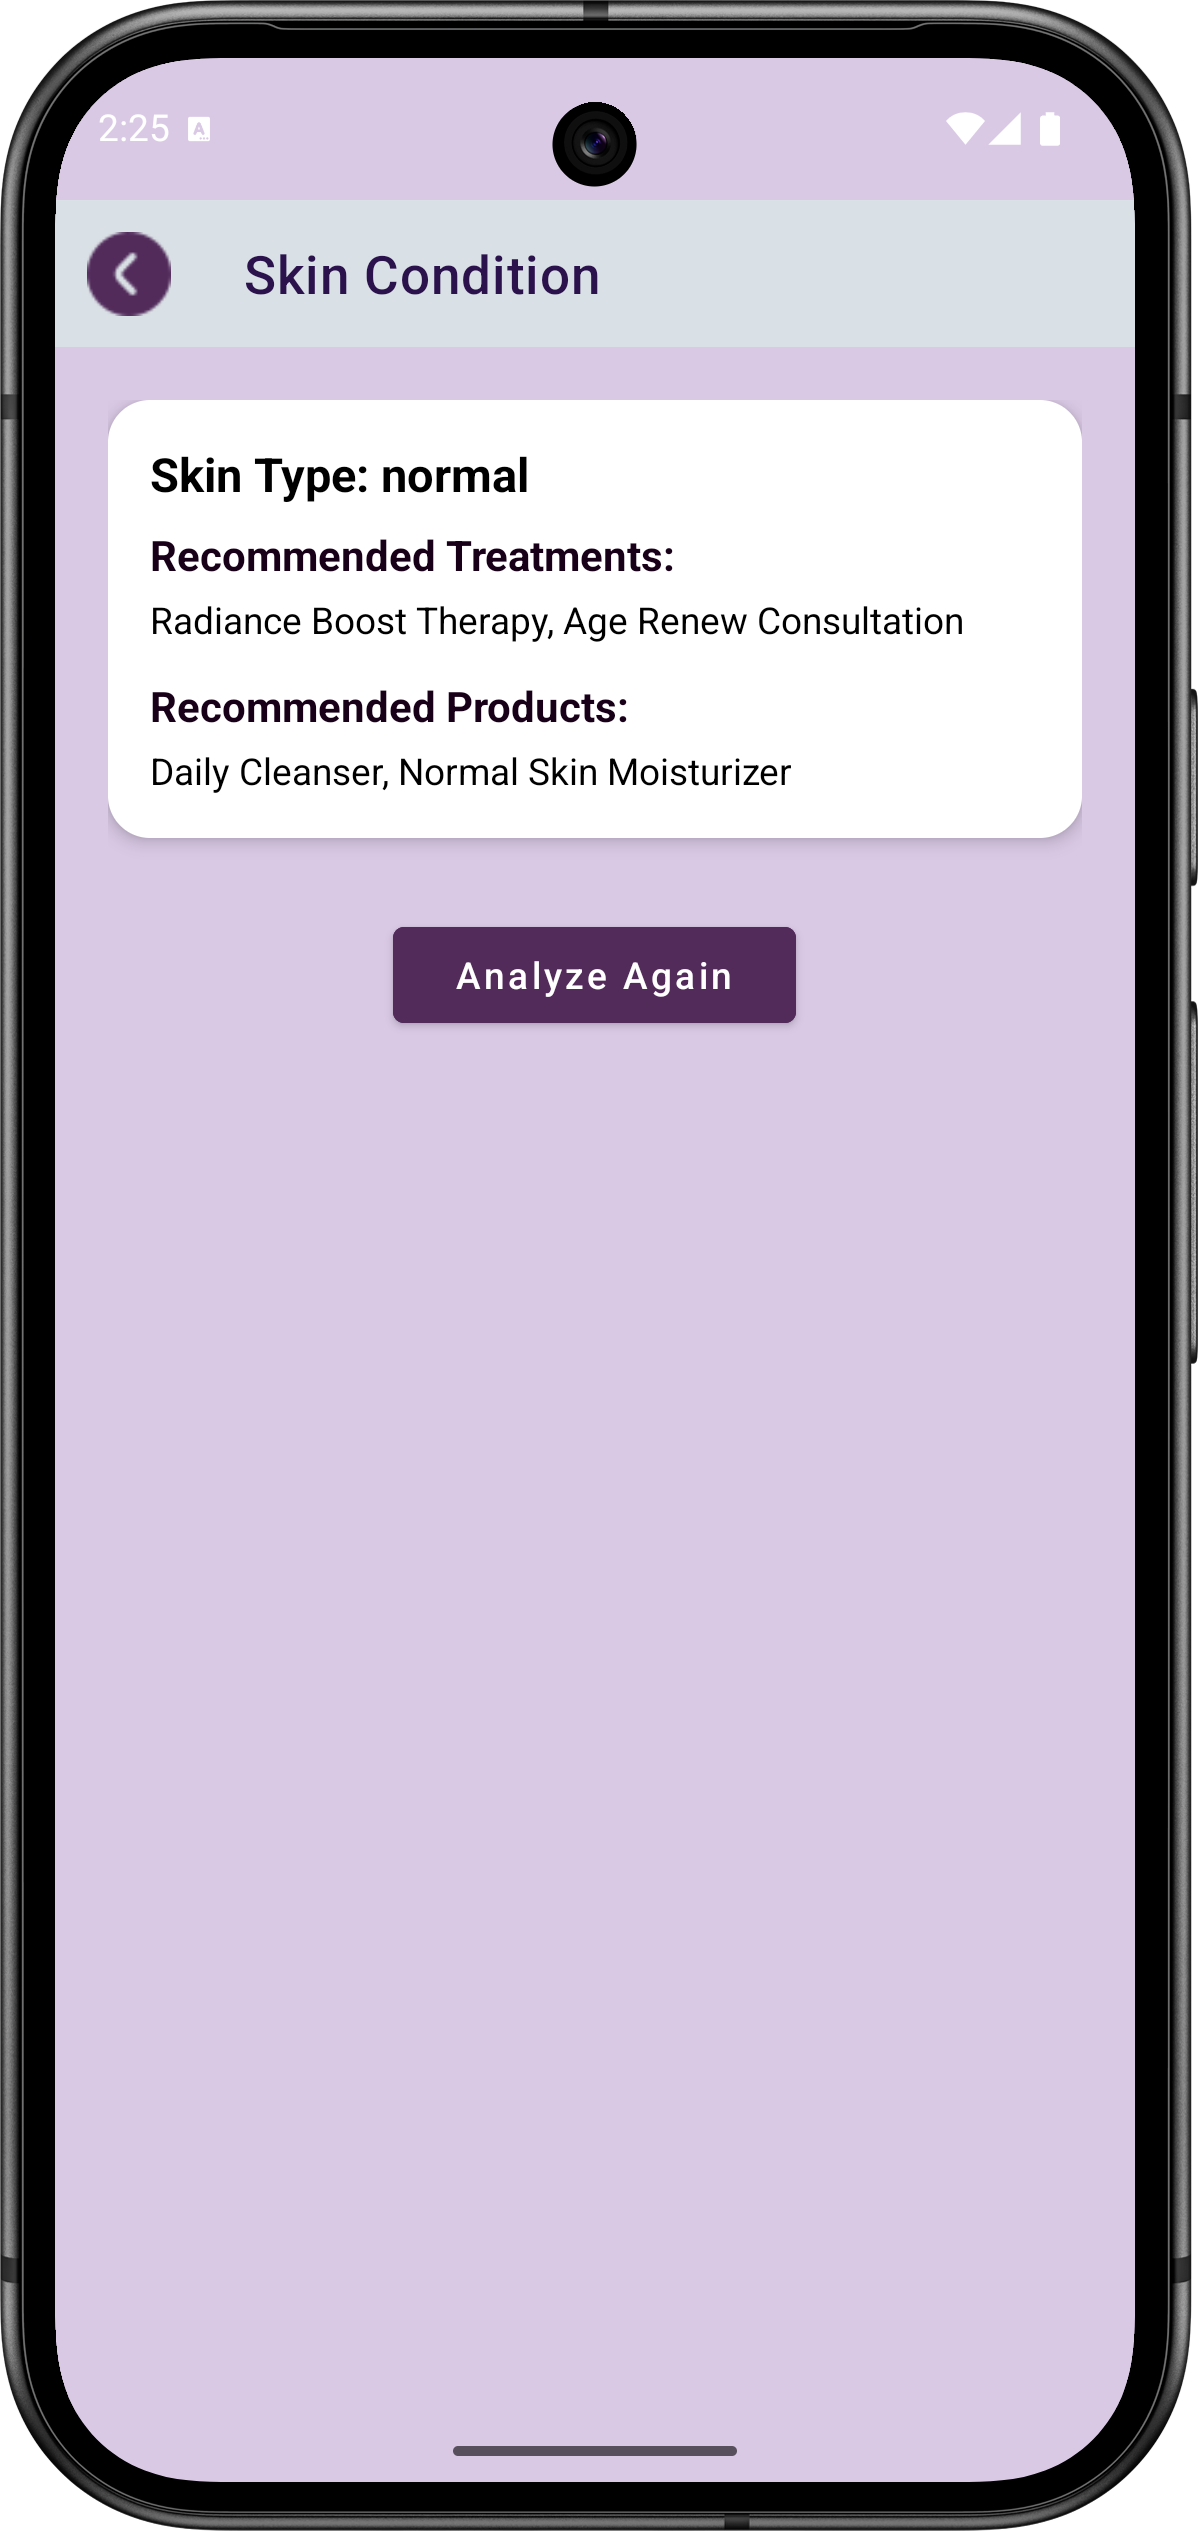 2:25
Skin Condition
Skin Type: normal
Recommended Treatments:
Radiance Boost Therapy, Age Renew Consultation
Recommended Products:
Daily Cleanser, Normal Skin Moisturizer
Analyze Again